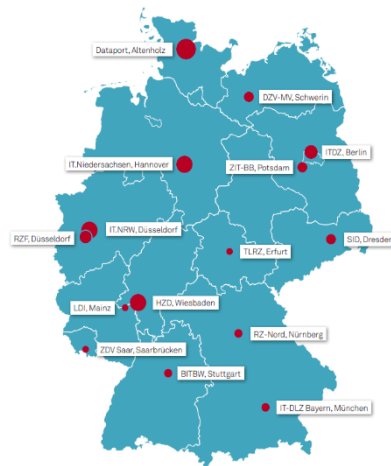 Dataport, Altenholz
DZV-MV, Schwerin
ITDZ, Berlin
IT.Niedersachsen, Hannover
ZIT-BB, Potsdam
IT.NRW, Düsseldorf
RZF, Düsseldorf
SID, Dresden
TLRZ, Erfurt
LDI, Mainz
HZD, Wiesbaden
RZ-Nord, Nürnberg
ZDV Saar, Saarbrücken
BITBW, Stuttgart
IT-DLZ Bayern, München